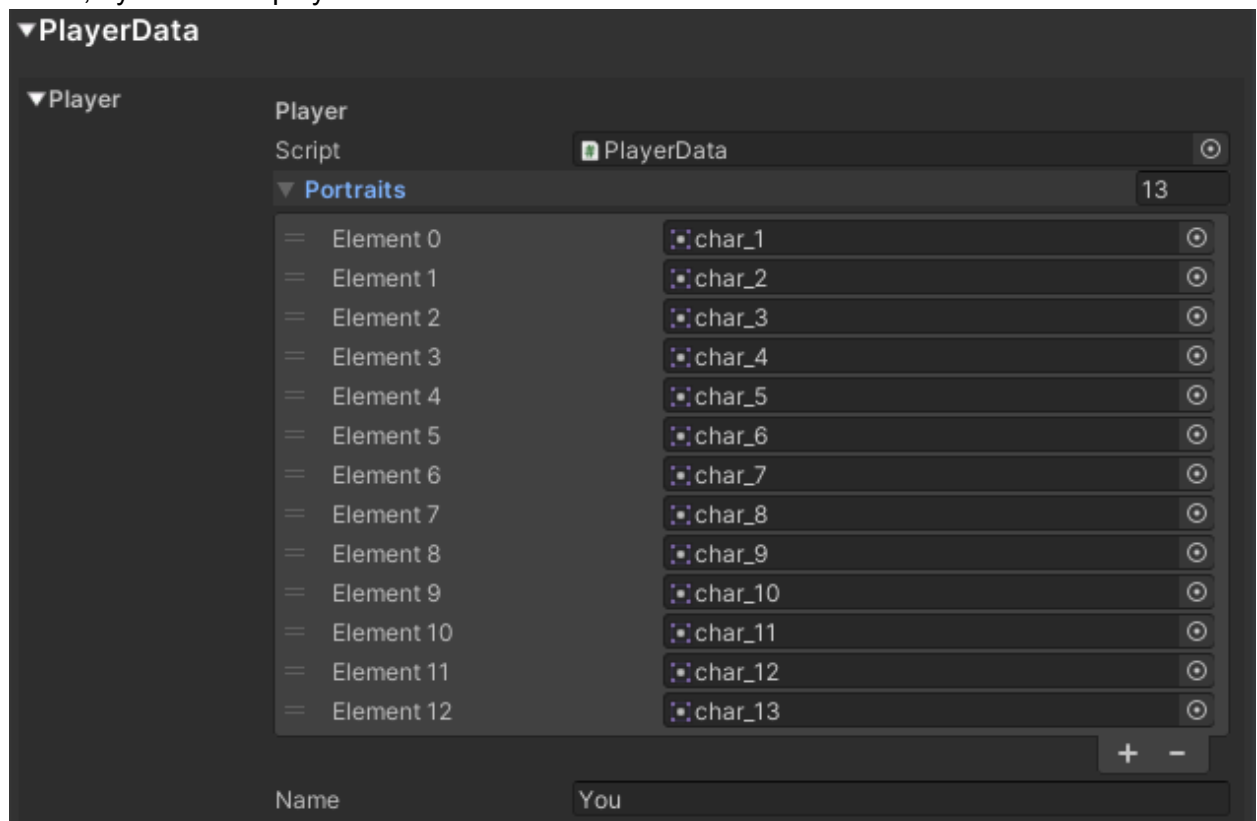 PlayerData
Player
Player
Script PlayerData
Portraits 13
Element 0 char_1
Element 1 char_2
Element 2 char_3
Element 3 char_4
Element 4 char_5
Element 5 char_6
Element 6 char_7
Element 7 char_8
Element 8 char_9
Element 9 char_10
Element 10 char_11
Element 11 char_12
Element 12 char_13
+ -
Name You